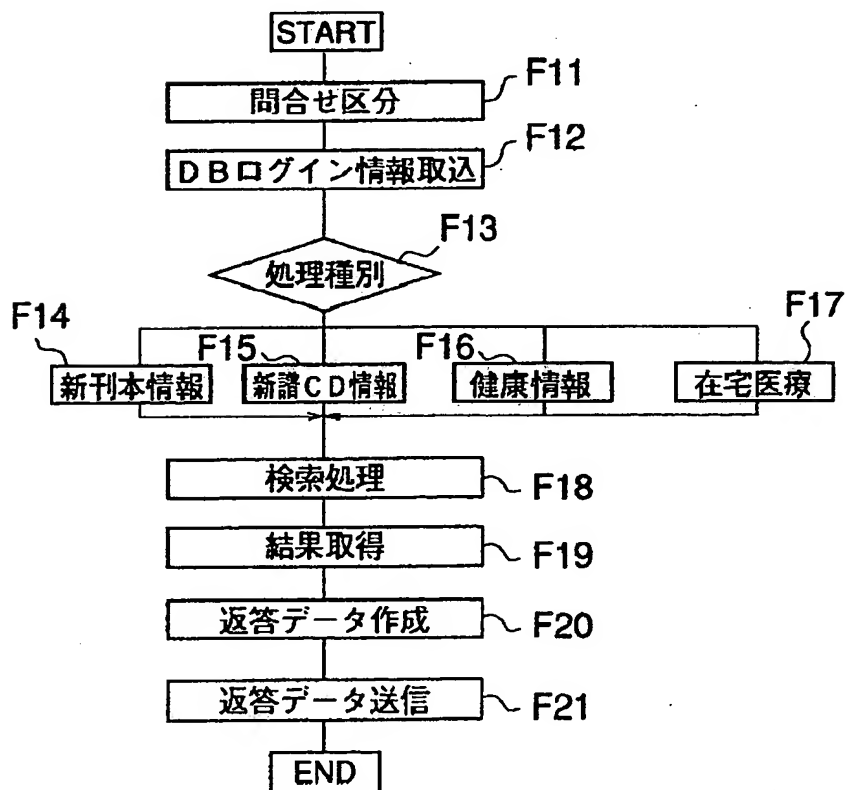 START
F11
問合せ区分
F12
DBログイン情報取込
F13
処理種別
F14
F15
F16
F17
新刊本情報
新譜CD情報
健康情報
在宅医療
検索処理
F18
結果取得
F19
返答データ作成
F20
返答データ送信
F21
END